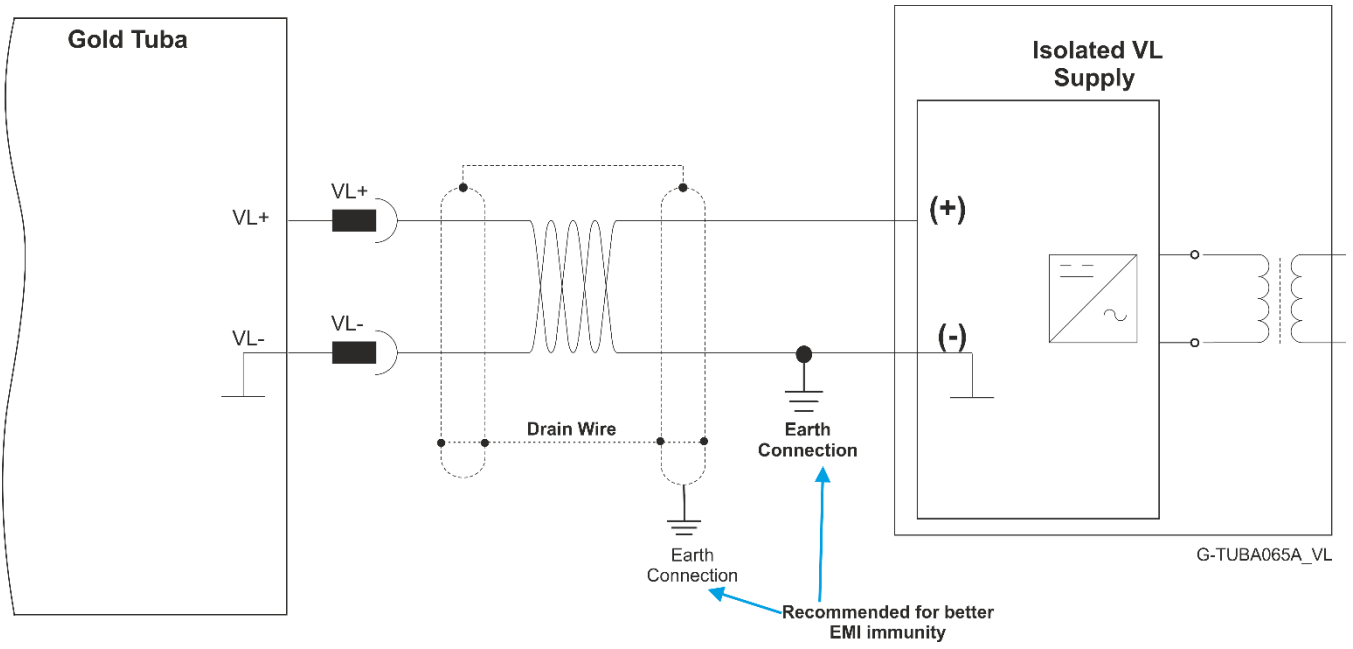 Gold Tuba
Isolated VL
Supply
VL+
VL+
(+)
VL-
VL-
(-)
Drain Wire
Earth
Connection
Earth
Connection
G-TUBA065A_VL
Recommended for better
EMI immunity